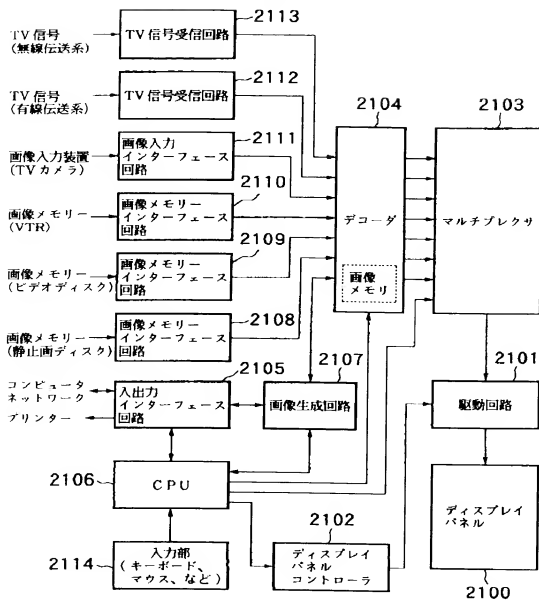 2113
TV信号
(無線伝送系)
TV信号受信回路
2112
TV信号
(有線伝送系)
TV信号受信回路
2104
2103
2111
画像入力装置
(TVカメラ)
画像入力
インターフェース
回路
2110
画像メモリー
(VTR)
画像メモリー
インターフェース
回路
デコーダ
マルチプレクサ
2109
画像メモリー
(ビデオディスク)
画像メモリー
インターフェース
回路
画像
メモリ
2108
画像メモリー
(静止画ディスク)
画像メモリー
インターフェース
回路
2105
2107
2101
コンピュータ
ネットワーク
プリンター
入出力
インターフェース
回路
画像生成回路
駆動回路
2106
CPU
2102
ディスプレイ
パネル
2114
入力部
(キーボード、
マウス、など)
ディスプレイ
パネル
コントローラ
2100